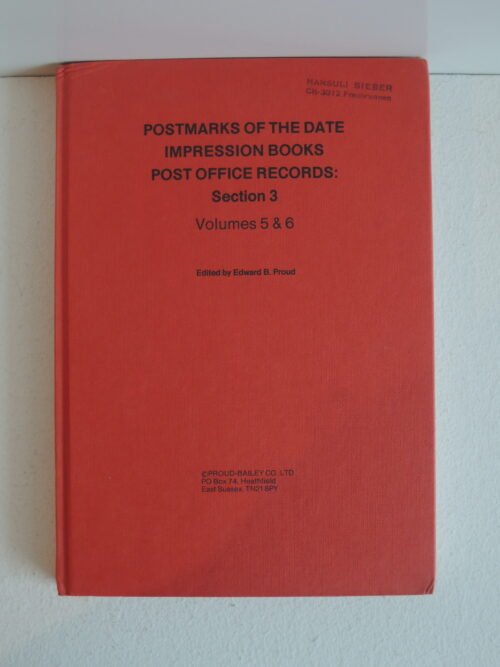 HANSULI SIEBER
CH-3072
POSTMARKS OF THE DATE
IMPRESSION BOOKS
POST OFFICE RECORDS:
Section 3
Volumes 5 & 6
Edited by Edward B. Proud
©PROUD-BAILEY CO. LTD
PO Box 74, Heathfield
East Sussex, TN21 8PY